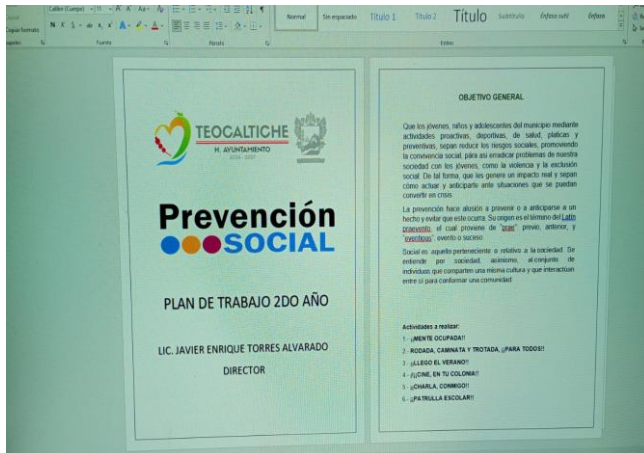 Calibri (Cuerpo)
11
Normal
Sin espaciado
Título 1
Título 2
Título
Subtítulo
Énfasis sutil
Énfasis
Copiar formato
N K S
Fuente
Párrafo
Estilos
TEOCALTICHE
H. AYUNTAMIENTO
2024 - 2027
Prevención
SOCIAL
PLAN DE TRABAJO 2DO AÑO
LIC. JAVIER ENRIQUE TORRES ALVARADO
DIRECTOR
OBJETIVO GENERAL
Que los jóvenes, niños y adolescentes del municipio mediante
actividades proactivas, deportivas, de salud, platicas y
preventivas, sepan reducir los riesgos sociales, promoviendo
la convivencia social, para asi erradicar problemas de nuestra
sociedad con los jóvenes, como la violencia y la exclusión
social. De tal forma, que les genere un impacto real y sepan
cómo actuar y anticiparte ante situaciones que se puedan
convertir en crisis
La prevención hace alusión a prevenir o a anticiparse a un
hecho y evitar que este ocurra. Su origen es el término del Latín
el cual proviene de "prae": previo, anterior, y
"eventious", evento o suceso
Social es aquello perteneciente o relativo a la sociedad. Se
entiende por sociedad, asimismo, al conjunto de
individuos que comparten una misma cultura y que interactúan
entre sí para conformar una comunidad
Actividades a realizar:
1.- ¡¡MENTE OCUPADA!!
2.- RODADA, CAMINATA Y TROTADA, ¡¡PARA TODOS!!
3.- ¡¡LLEGO EL VERANO!!
4.- ¡¡CINE, EN TU COLONIA!!
5.- ¡¡CHARLA, CONMIGO!!
6.- ¡¡PATRULLA ESCOLAR!!